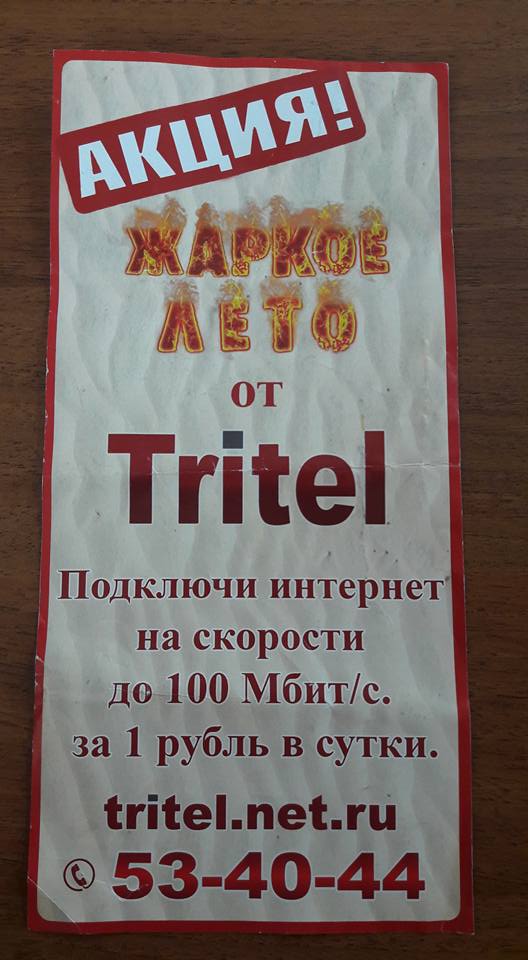 АКЦИЯ!
ЖАРКОЕ
ЛЕТО
от
Tritel
Подключи интернет
на скорости
до 100 Мбит/с.
за 1 рубль в сутки.
tritel.net.ru
53-40-44